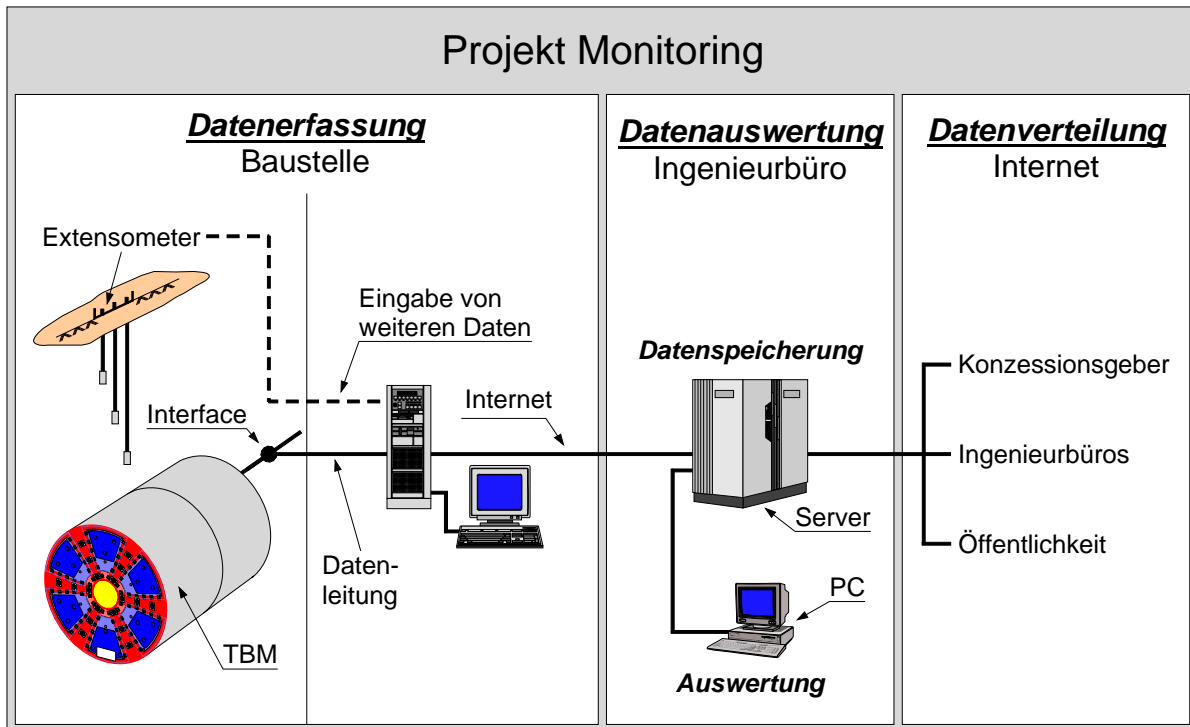 Projekt Monitoring
Datenerfassung
Baustelle
Extensometer
Eingabe von
weiteren Daten
Interface
Internet
Daten-
leitung
TBM
Datenauswertung
Ingenieurbüro
Datenspeicherung
Server
PC
Auswertung
Datenverteilung
Internet
Konzessionsgeber
Ingenieurbüros
Öffentlichkeit